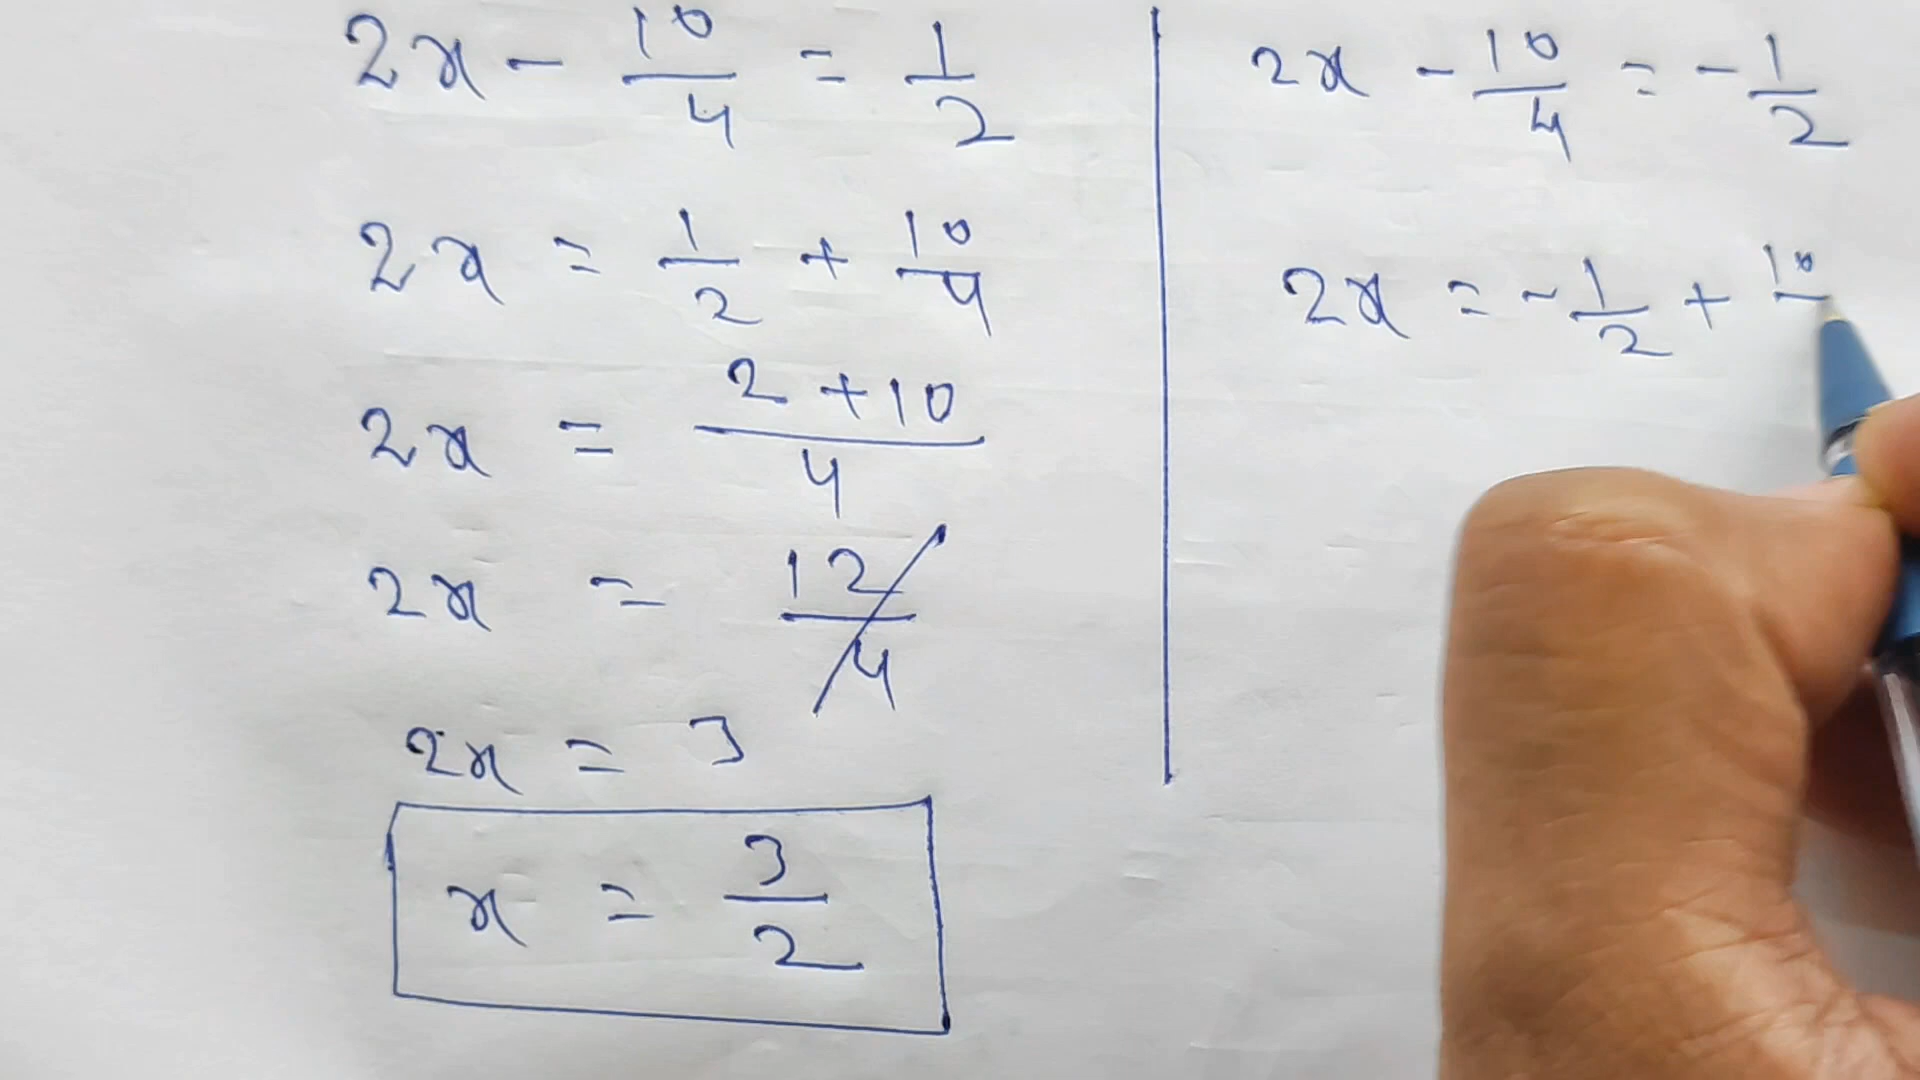 2x - 10/4 = 1/2
2x = 1/2 + 10/4
2x = 2 + 10/4
2x = 12/4
2x = 3
x = 3/2
2x - 10/4 = - 1/2
2x = - 1/2 + 10